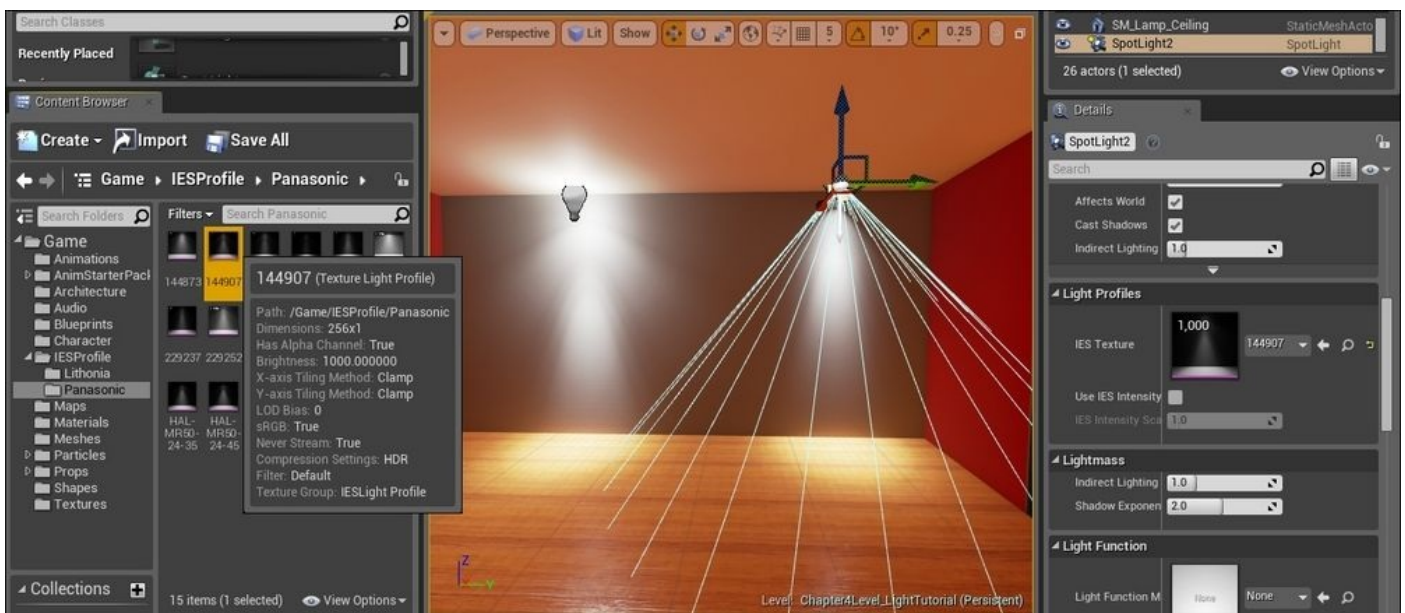 Search Classes
Recently Placed
Content Browser
Create
Import
Save All
Game
IESProfile
Panasonic
Search Folders
Filters
Search Panasonic
Game
Animations
AnimStarterPack
Architecture
Audio
Blueprints
Character
IESProfile
Lithonia
Panasonic
Maps
Materials
Meshes
Particles
Props
Shapes
Textures
Collections
144873 144907
229237 229252
HAL-MR50-24-35
HAL-MR50-24-45
15 items (1 selected)
View Options
144907 (Texture Light Profile)
Path: /Game/IESProfile/Panasonic
Dimensions: 256x1
Has Alpha Channel: True
Brightness: 1000.000000
X-axis Tiling Method: Clamp
Y-axis Tiling Method: Clamp
LOD Bias: 0
sRGB: True
Never Stream: True
Compression Settings: HDR
Filter: Default
Texture Group: IESLight Profile
Perspective
Lit
Show
5
10°
0.25
Z
Y
Level: Chapter4Level_LightTutorial (Persistent)
SM_Lamp_Ceiling StaticMeshActo
SpotLight2 SpotLight
26 actors (1 selected)
View Options
Details
SpotLight2
Search
Affects World
Cast Shadows
Indirect Lighting 1.0
Light Profiles
IES Texture
1,000
144907
Use IES Intensity
IES Intensity Sca 1.0
Lightmass
Indirect Lighting 1.0
Shadow Exponen 2.0
Light Function
Light Function M
None
None